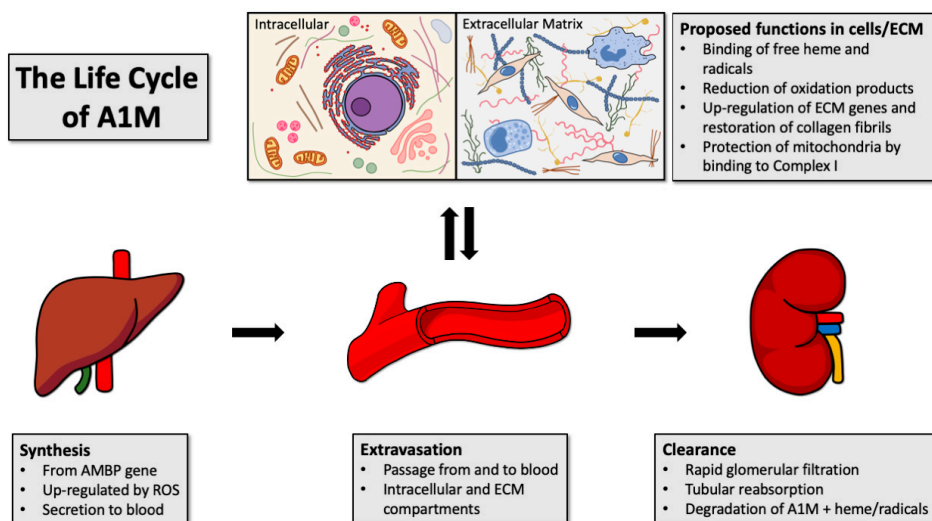 The Life Cycle
of A1M
Intracellular
Extracellular Matrix
Proposed functions in cells/ECM
• Binding of free heme and
radicals
• Reduction of oxidation products
• Up-regulation of ECM genes and
restoration of collagen fibrils
• Protection of mitochondria by
binding to Complex I
Synthesis
• From AMBP gene
• Up-regulated by ROS
• Secretion to blood
Extravasation
• Passage from and to blood
• Intracellular and ECM
compartments
Clearance
• Rapid glomerular filtration
• Tubular reabsorption
• Degradation of A1M + heme/radicals